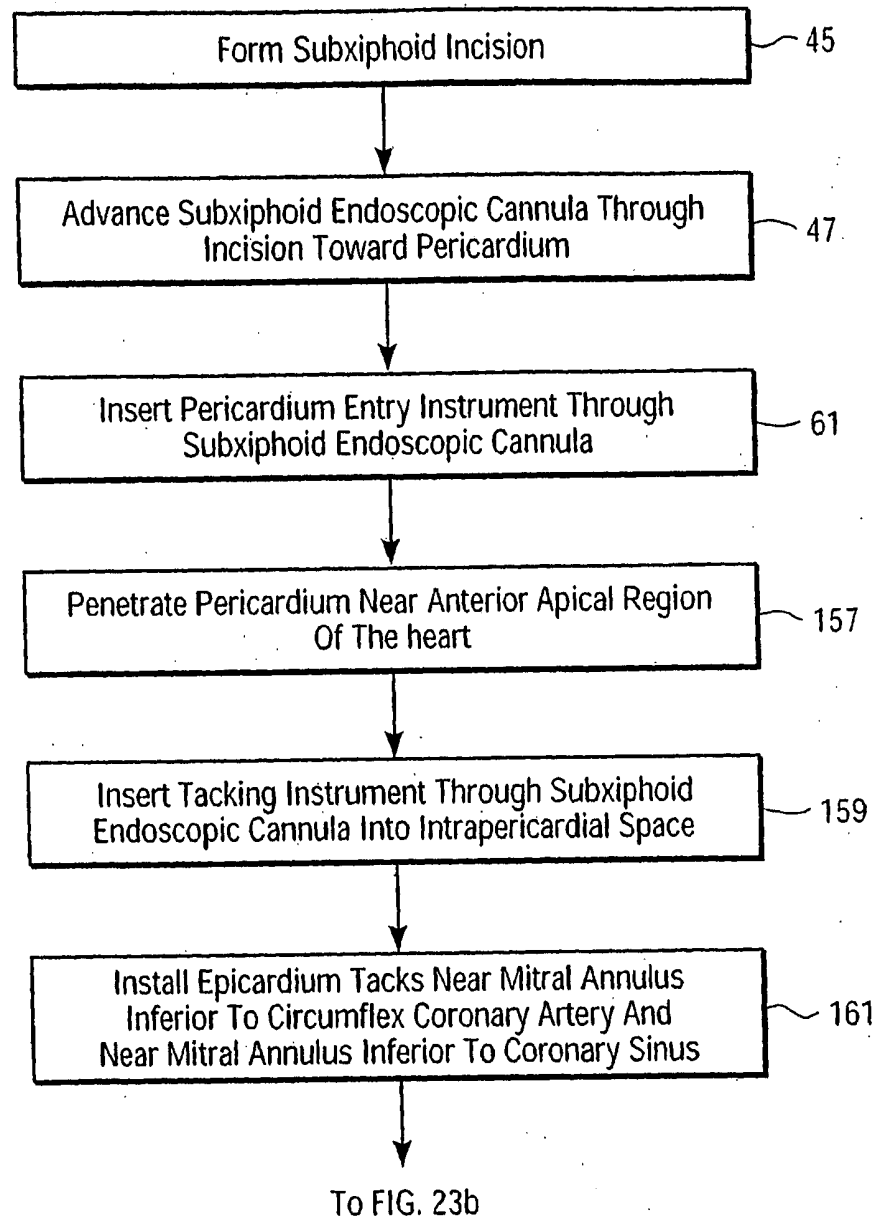 Form Subxiphoid Incision
45
Advance Subxiphoid Endoscopic Cannula Through
Incision Toward Pericardium
47
Insert Pericardium Entry Instrument Through
Subxiphoid Endoscopic Cannula
61
Penetrate Pericardium Near Anterior Apical Region
Of The heart
157
Insert Tacking Instrument Through Subxiphoid
Endoscopic Cannula Into Intrapericardial Space
159
Install Epicardium Tacks Near Mitral Annulus
Inferior To Circumflex Coronary Artery And
Near Mitral Annulus Inferior To Coronary Sinus
161
To FIG. 23b